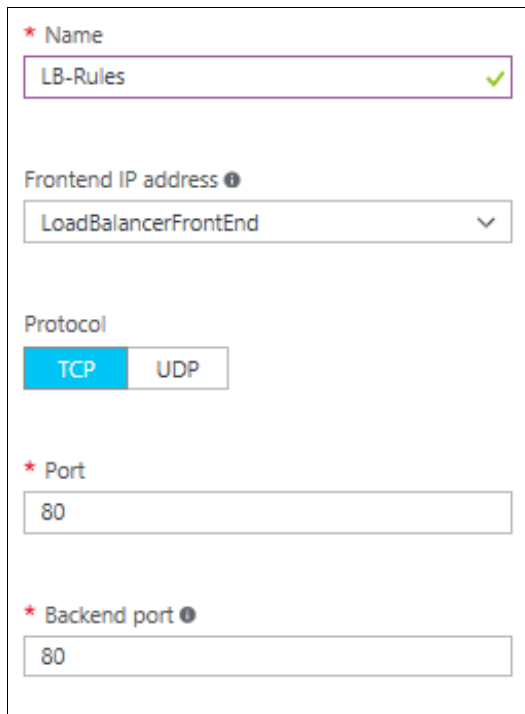 * Name
LB-Rules
Frontend IP address
LoadBalancerFrontEnd
Protocol
TCP UDP
* Port
80
* Backend port
80